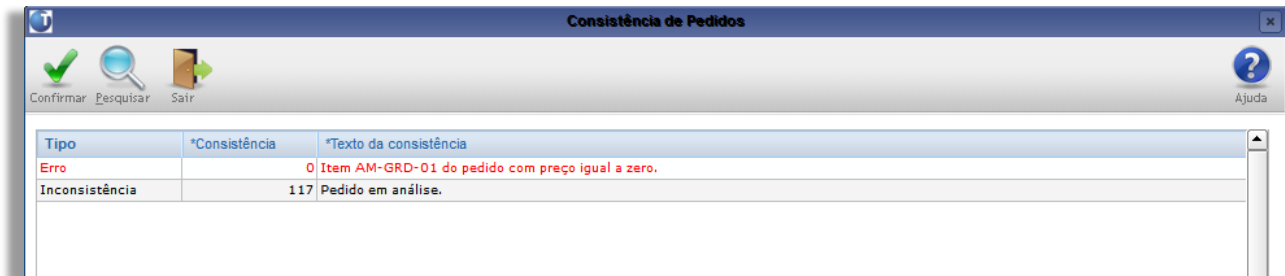 Consistência de Pedidos
Confirmar Pesquisar Sair Ajuda
Tipo *Consistência *Texto da consistência
Erro 0 Item AM-GRD-01 do pedido com preço igual a zero.
Inconsistência 117 Pedido em análise.